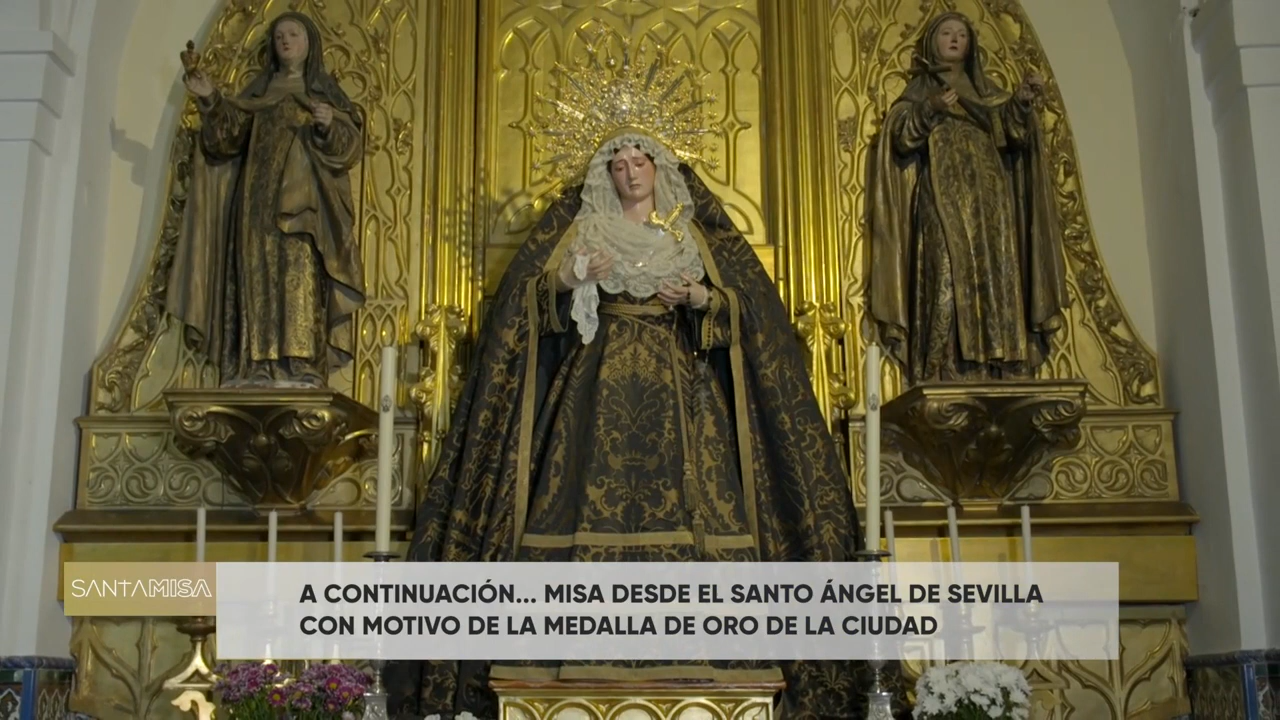 SANTAMISA
A CONTINUACIÓN... MISA DESDE EL SANTO ÁNGEL DE SEVILLA
CON MOTIVO DE LA MEDALLA DE ORO DE LA CIUDAD